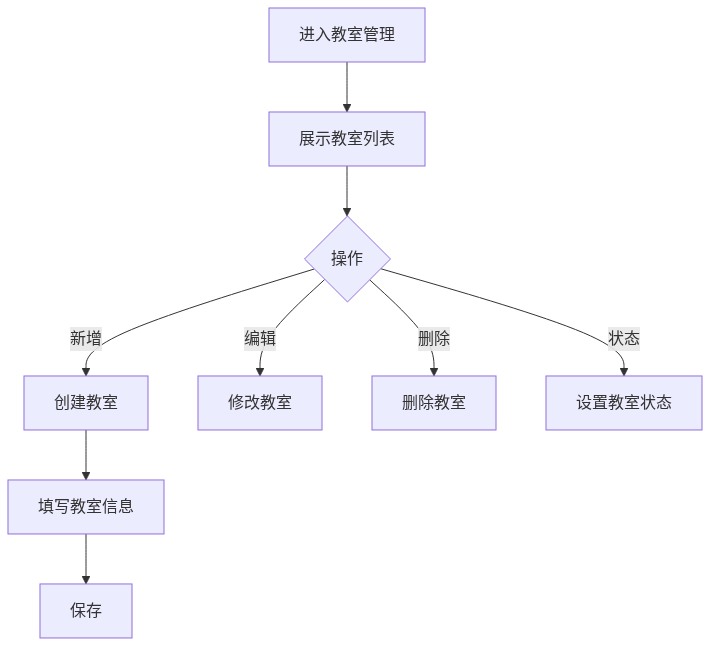 进入教室管理
展示教室列表
操作
新增
编辑
删除
状态
创建教室
修改教室
删除教室
设置教室状态
填写教室信息
保存